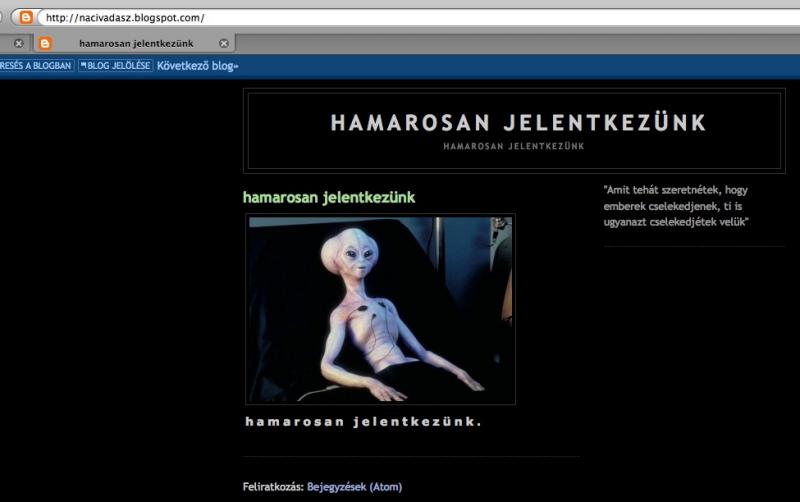 http://nacivadasz.blogspot.com/
hamarosan jelentkezünk
RESÉS A BLOGBAN BLOG JELÖLÉSE Következő blog»
HAMAROSAN JELENTKEZÜNK
HAMAROSAN JELENTKEZÜNK
hamarosan jelentkezünk
hamarosan jelentkezünk.
Feliratkozás: Bejegyzések (Atom)
"Amit tehát szeretnétek, hogy
emberek cselekedjenek, ti is
ugyanazt cselekedjétek velük"